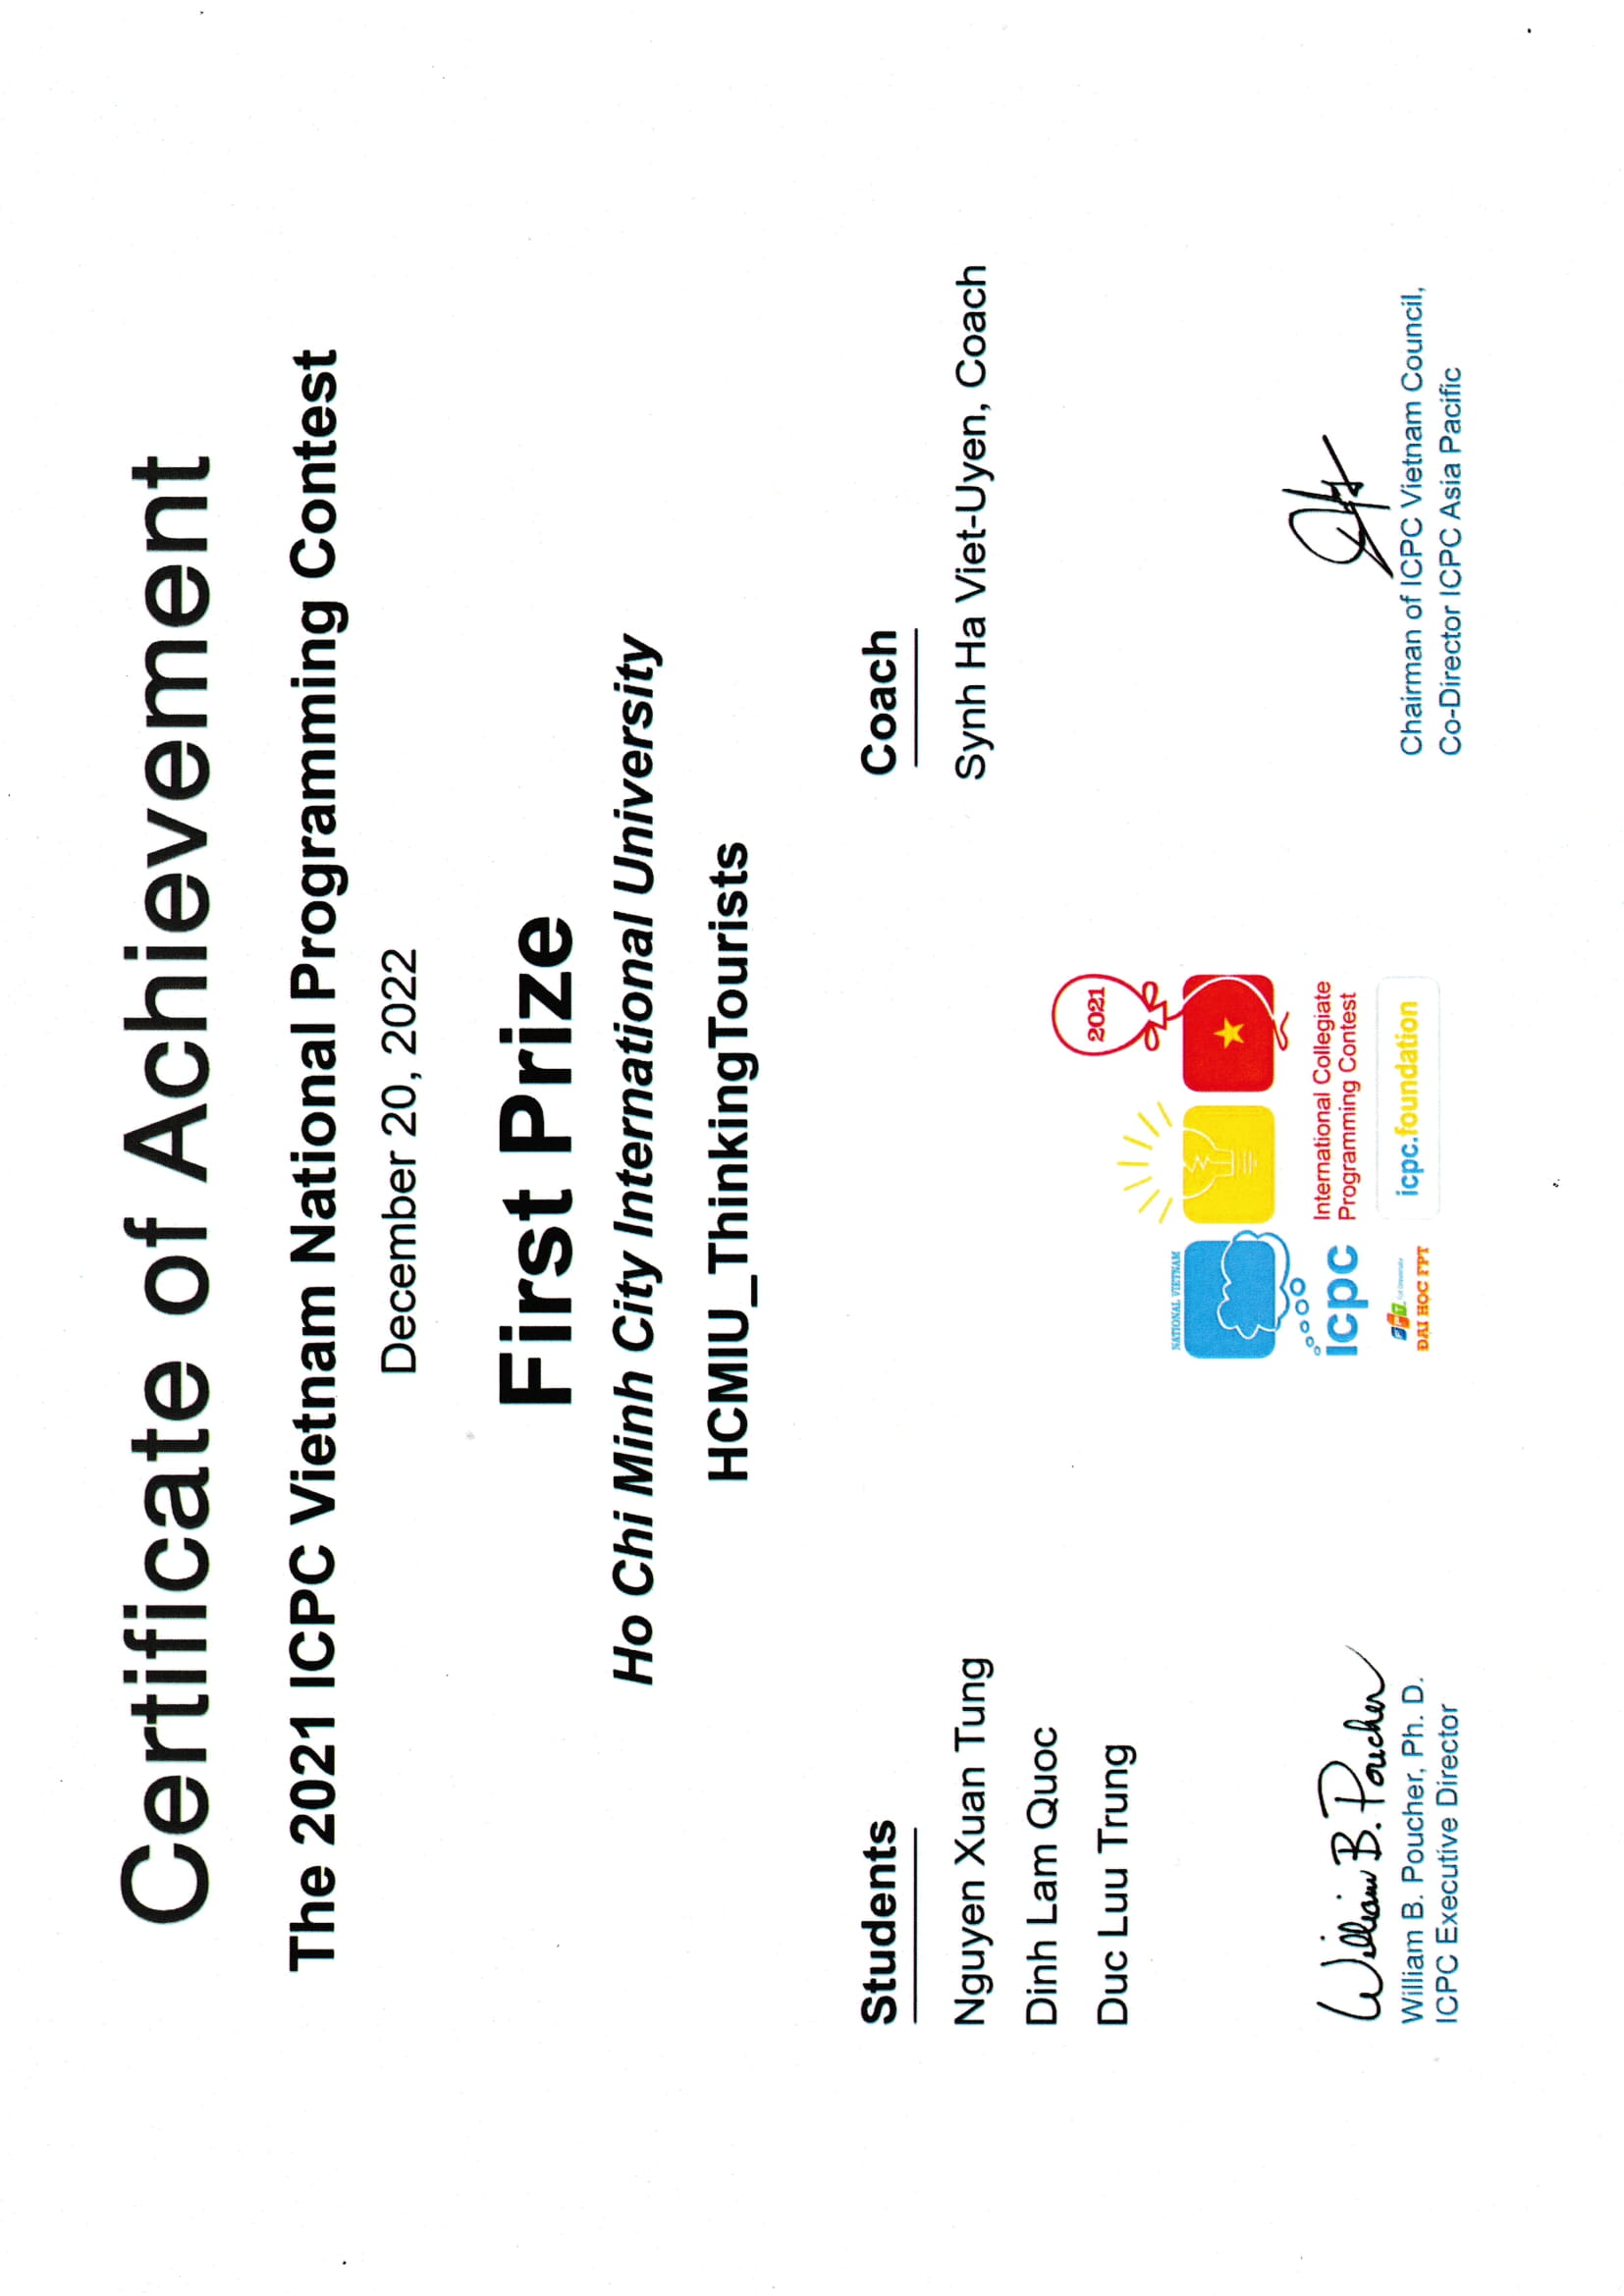 Certificate of Achievement
The 2021 ICPC Vietnam National Programming Contest
December 20, 2022
First Prize
Ho Chi Minh City International University
HCMIU_ThinkingTourists
Students
Nguyen Xuan Tung
Dinh Lam Quoc
Duc Luu Trung
Coach
Synh Ha Viet-Uyen, Coach
2021
NATIONAL VIETNAM
icpc
International Collegiate
Programming Contest
FPT
ĐẠI HỌC FPT
icpc.foundation
William B. Poucher
William B. Poucher, Ph. D.
ICPC Executive Director
Chairman of ICPC Vietnam Council,
Co-Director ICPC Asia Pacific